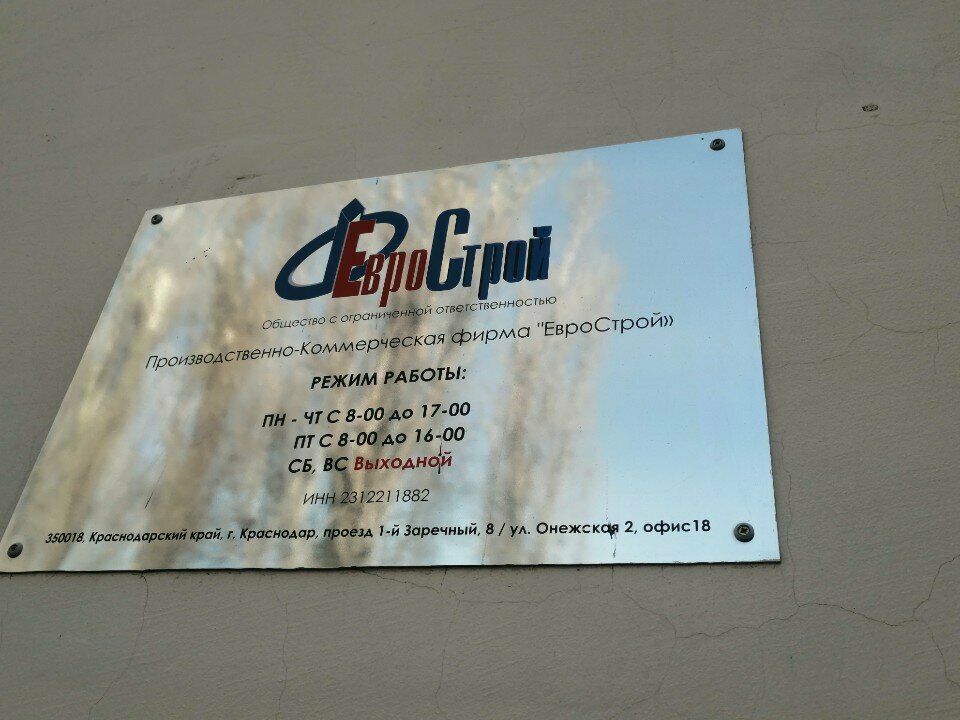 ЕвроСтрой
Общество с ограниченной ответственностью
Производственно-Коммерческая фирма "ЕвроСтрой»
РЕЖИМ РАБОТЫ:
ПН - ЧТ С 8-00 до 17-00
ПТ С 8-00 до 16-00
СБ, ВС Выходной
ИНН 2312211882
350018, Краснодарский край, г. Краснодар, проезд 1-й Заречный, 8 / ул. Онежская 2, офис18